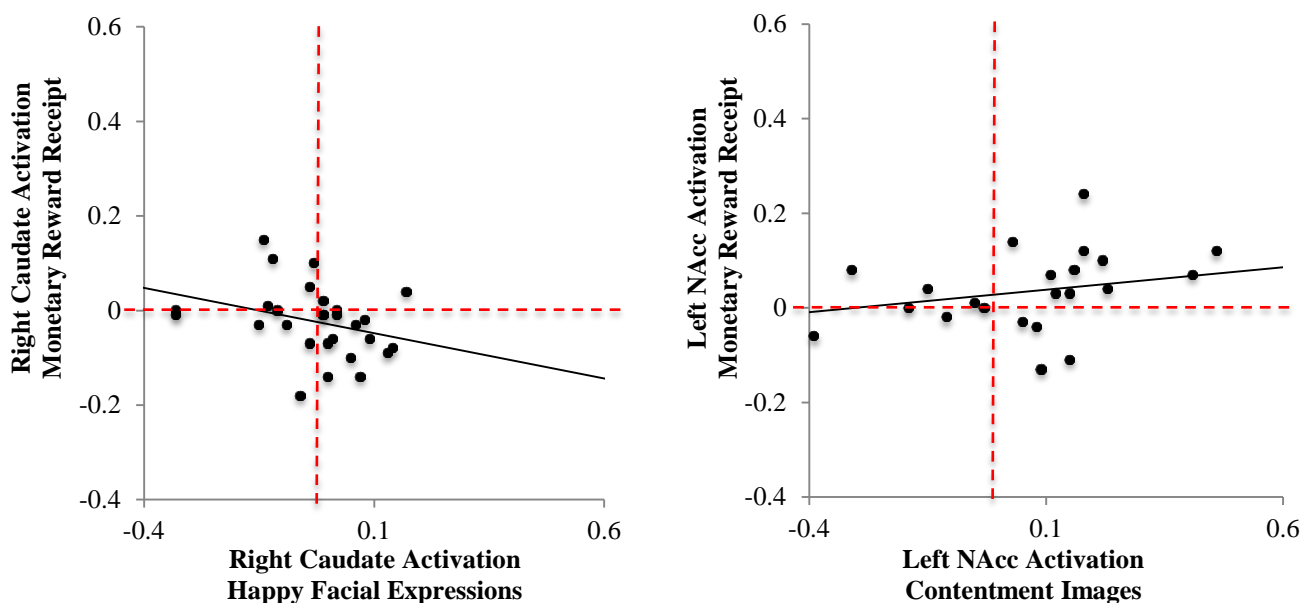 Right Caudate Activation
Monetary Reward Receipt
0.6
0.4
0.2
0
-0.2
-0.4
-0.4
0.1
0.6
Right Caudate Activation
Happy Facial Expressions
Left NAcc Activation
Monetary Reward Receipt
0.6
0.4
0.2
0
-0.2
-0.4
-0.4
0.1
0.6
Left NAcc Activation
Contentment Images